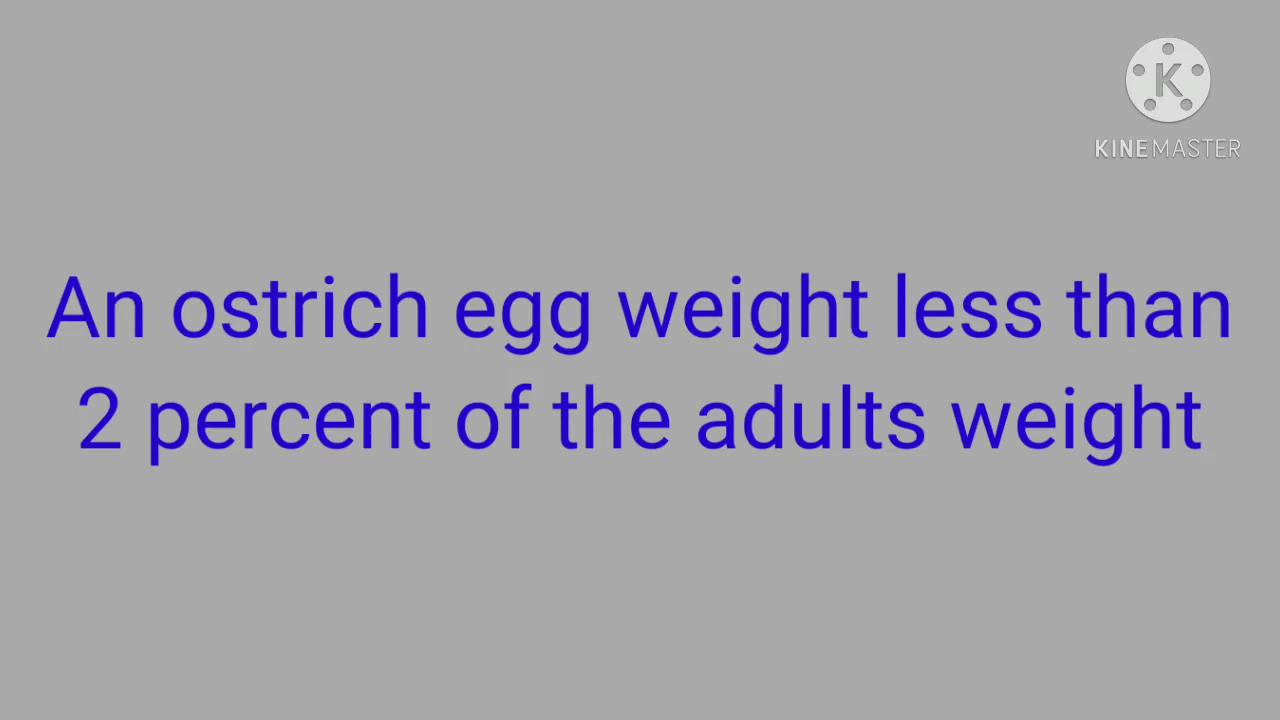 K
KINEMASTER
An ostrich egg weight less than
2 percent of the adults weight